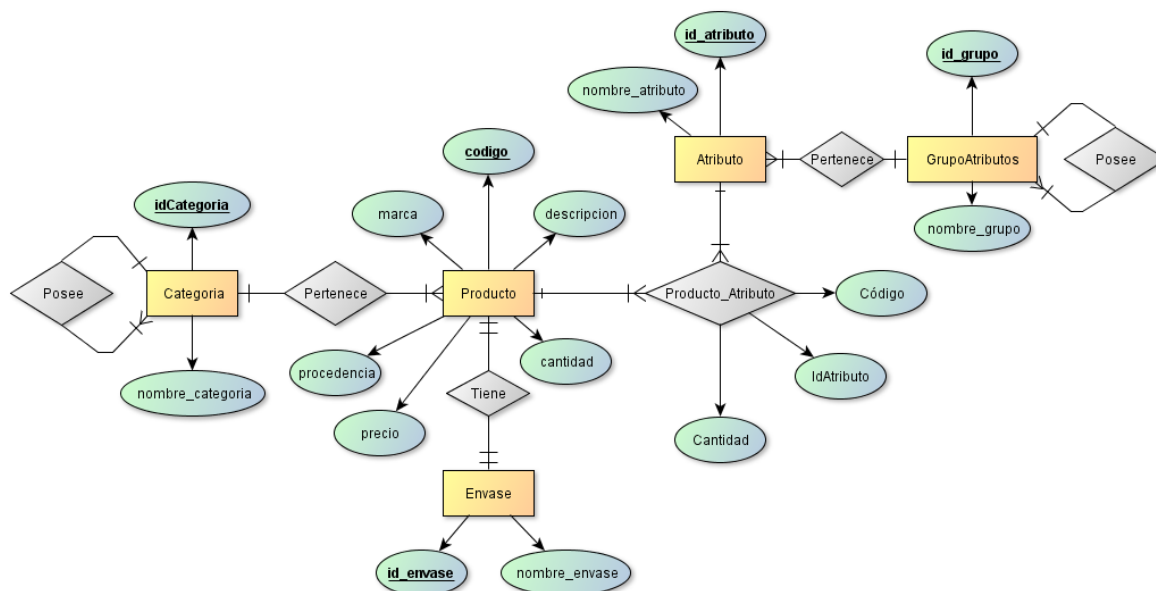 id_atributo
id_grupo
nombre_atributo
codigo
Atributo
Pertenece
GrupoAtributos
Posee
idCategoria
marca
descripcion
nombre_grupo
Posee
Categoria
Pertenece
Producto
Producto_Atributo
Código
procedencia
cantidad
IdAtributo
nombre_categoria
Tiene
precio
Cantidad
Envase
id_envase
nombre_envase